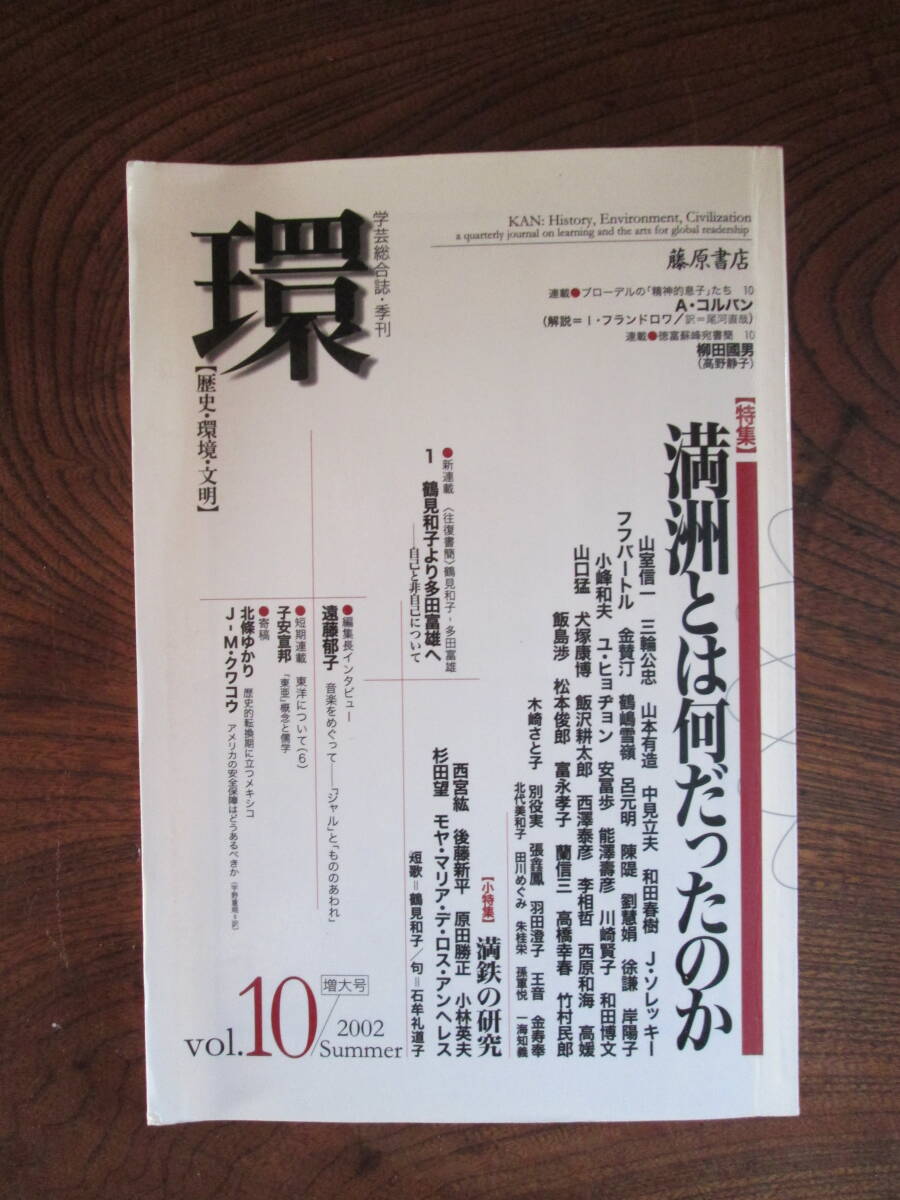 KAN: History, Environment, Civilization
a quarterly journal on learning and the arts for global readership
藤原書店
学芸総合誌・季刊
環
【歴史・環境・文明】
連載●ブローデルの「精神的息子」たち 10
A・コルバン
(解説=I・フランドロワ/訳=尾河直哉)
連載●徳富蘇峰宛書簡 10
柳田國男
(高野静子)
【特集】
満洲とは何だったのか
山室信一 三輪公忠 山本有造 中見立夫 和田春樹 J・ソレッキー
フフバートル 金賛汀 鶴嶋雪嶺 呂元明 陳隄 劉慧娟 徐謙 岸陽子
小峰和夫 ユ・ヒョヂョン 安冨歩 能澤壽彦 川崎賢子 和田博文
山口猛 犬塚康博 飯沢耕太郎 西澤泰彦 李相哲 西原和海 高媛
飯島渉 松本俊郎 富永孝子 蘭信三 高橋幸春 竹村民郎
木崎さと子 別役実 張鑫鳳 羽田澄子 王音 金寿奉
北代美和子 田川めぐみ 朱桂栄 孫軍悦 一海知義
【小特集】 満鉄の研究
西宮紘 後藤新平 原田勝正 小林英夫
杉田望 モヤ・マリア・デ・ロス・アンヘレス
短歌=鶴見和子/句=石牟礼道子
●新連載 〈往復書簡〉鶴見和子-多田富雄
1 鶴見和子より多田富雄へ
——自己と非自己について
●編集長インタビュー
遠藤郁子 音楽をめぐって——「ジャル」と「もののあわれ」
●短期連載 東洋について(6)
子安宣邦 「東亜」概念と儒学
●寄稿
北條ゆかり 歴史的転換期に立つメキシコ
J-M・クワコウ アメリカの安全保障はどうあるべきか (宇野重規=訳)
vol.10
増大号
2002
Summer